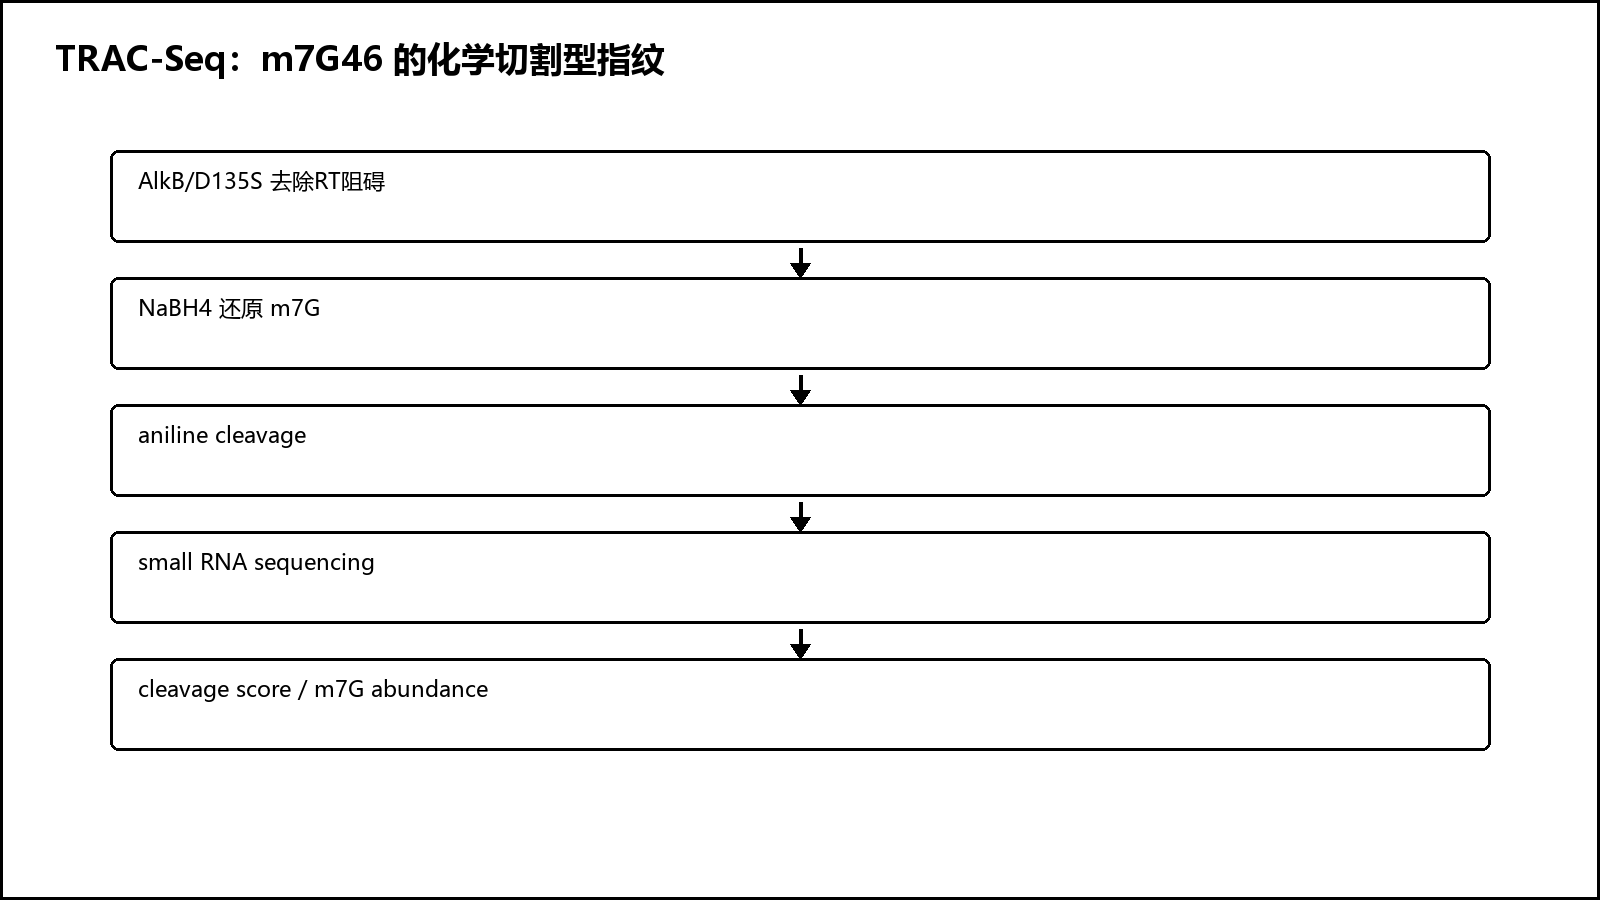 TRAC-Seq：m7G46 的化学切割型指纹
AlkB/D135S 去除RT阻碍
NaBH4 还原 m7G
aniline cleavage
small RNA sequencing
cleavage score / m7G abundance